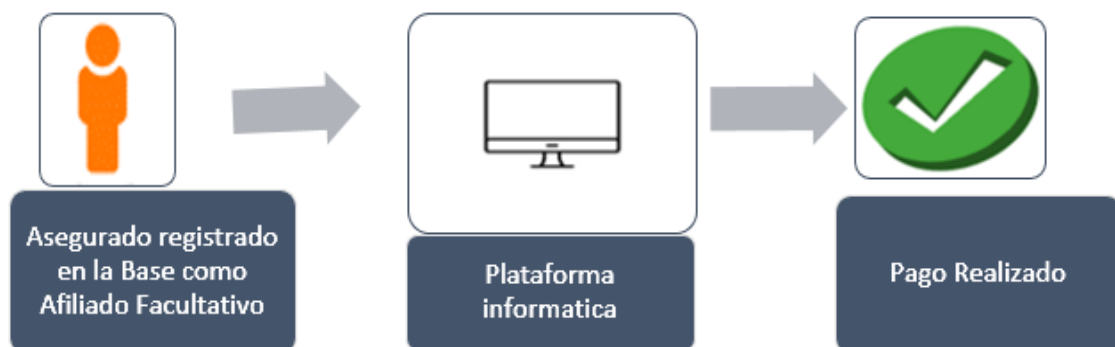 Asegurado registrado
en la Base como
Afiliado Facultativo
Plataforma
informatica
Pago Realizado